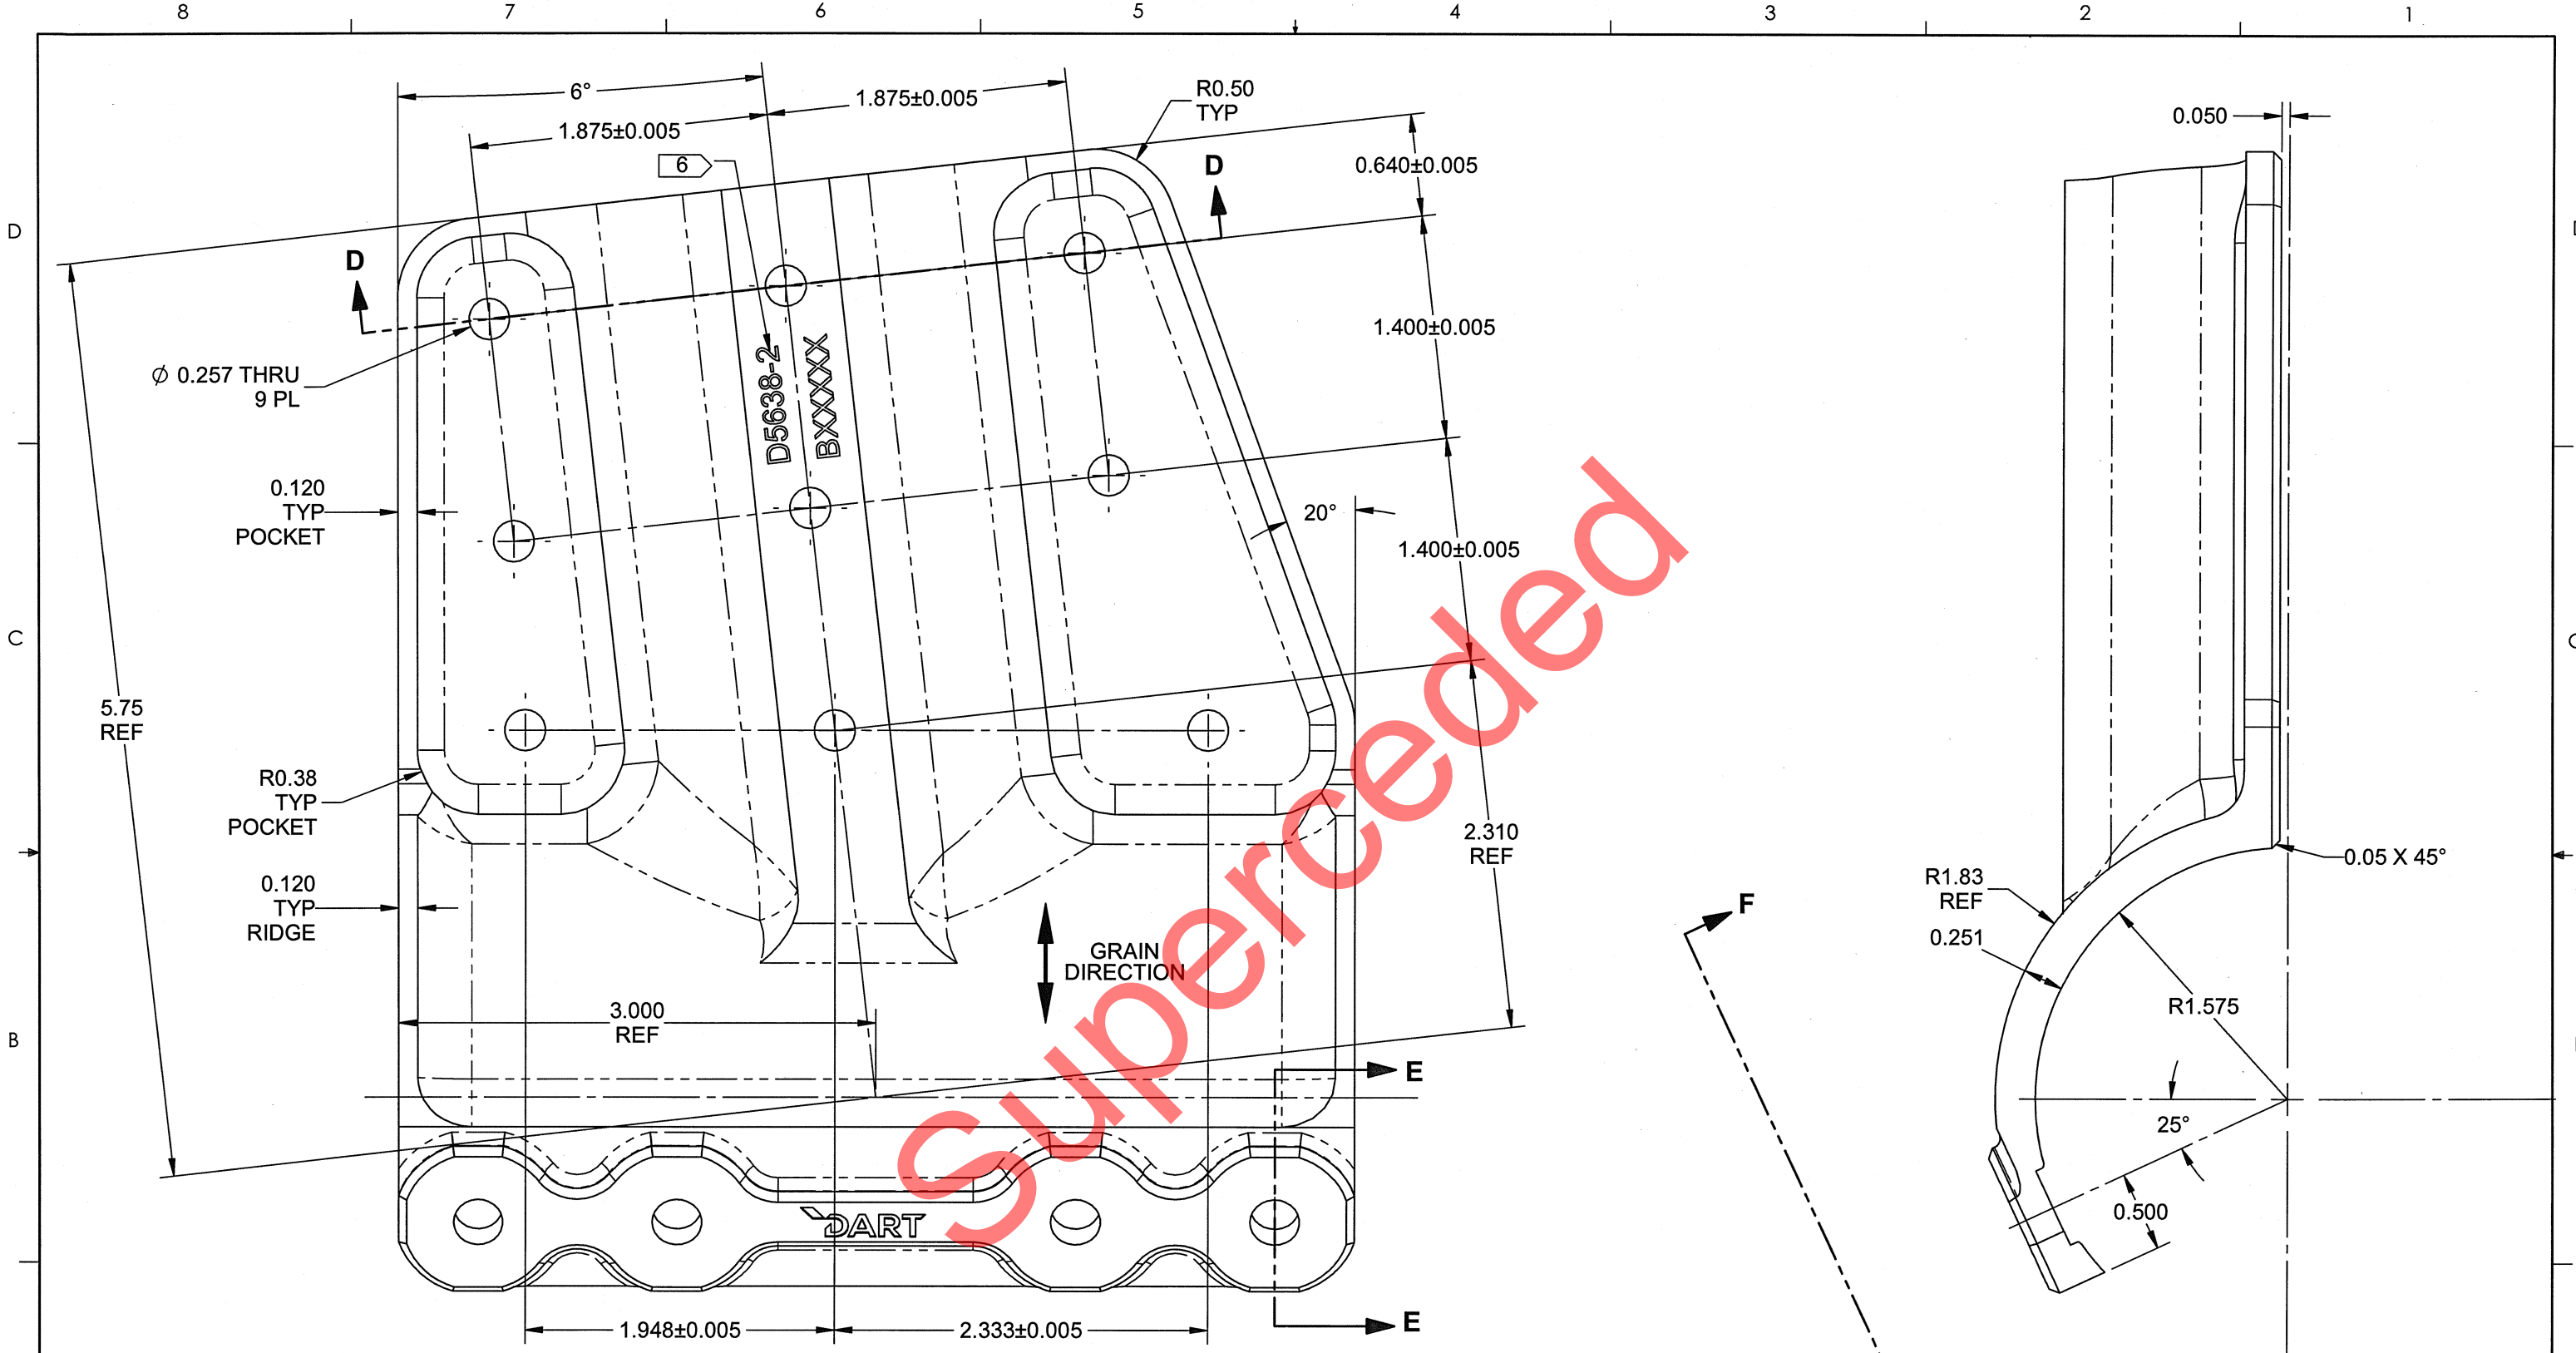 8 7 6 5 4 3 2 1
6°
1.875±0.005
1.875±0.005
R0.50
TYP
0.050
6
D
0.640±0.005
D
D
D
1.400±0.005
Ø 0.257 THRU
9 PL
D5638-2
BXXXXX
0.120
TYP
POCKET
20°
1.400±0.005
C
5.75
REF
R0.38
TYP
POCKET
2.310
REF
0.05 X 45°
R1.83
REF
0.251
0.120
TYP
RIDGE
F
GRAIN
DIRECTION
3.000
REF
R1.575
B
E
25°
0.500
DART
Superceded
1.948±0.005
2.333±0.005
E